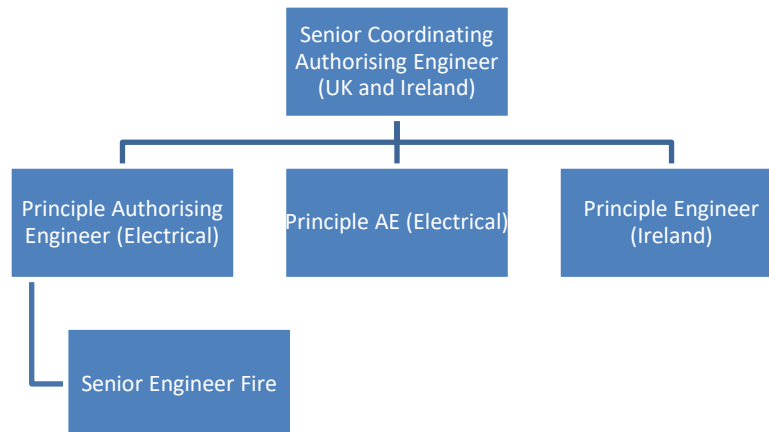 Senior Coordinating
Authorising Engineer
(UK and Ireland)
Principle Authorising
Engineer (Electrical)
Principle AE (Electrical)
Principle Engineer
(Ireland)
Senior Engineer Fire